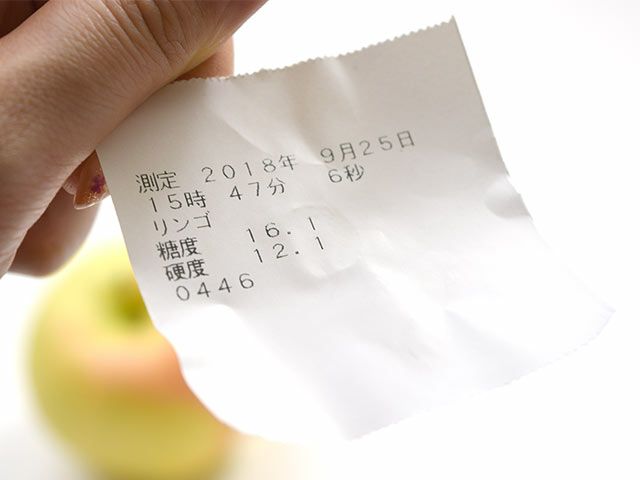 測定 2018年 9月25日
15時 47分 6秒
リンゴ
糖度 16.1
硬度 12.1
0446